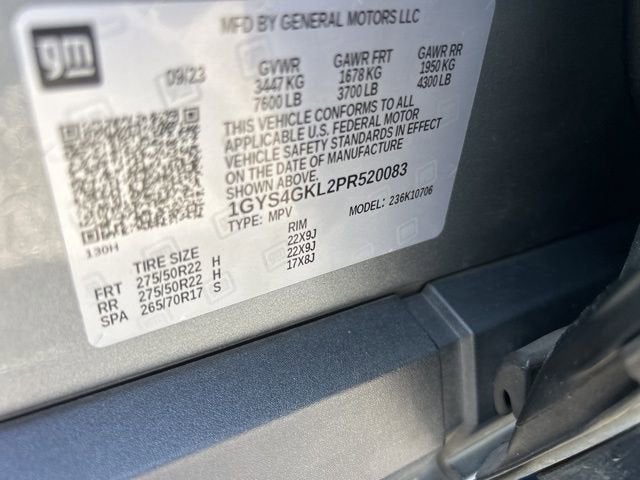 MFD BY GENERAL MOTORS LLC
gm
09/23
GVWR GAWR FRT GAWR RR
3447 KG 1678 KG 1950 KG
7600 LB 3700 LB 4300 LB
THIS VEHICLE CONFORMS TO ALL
APPLICABLE U.S. FEDERAL MOTOR
VEHICLE SAFETY STANDARDS IN EFFECT
ON THE DATE OF MANUFACTURE
SHOWN ABOVE.
1GYS4GKL2PR520083
TYPE: MPV MODEL: 236K10706
130H
TIRE SIZE RIM
FRT 275/50R22 H 22X9J
RR 275/50R22 H 22X9J
SPA 265/70R17 S 17X8J